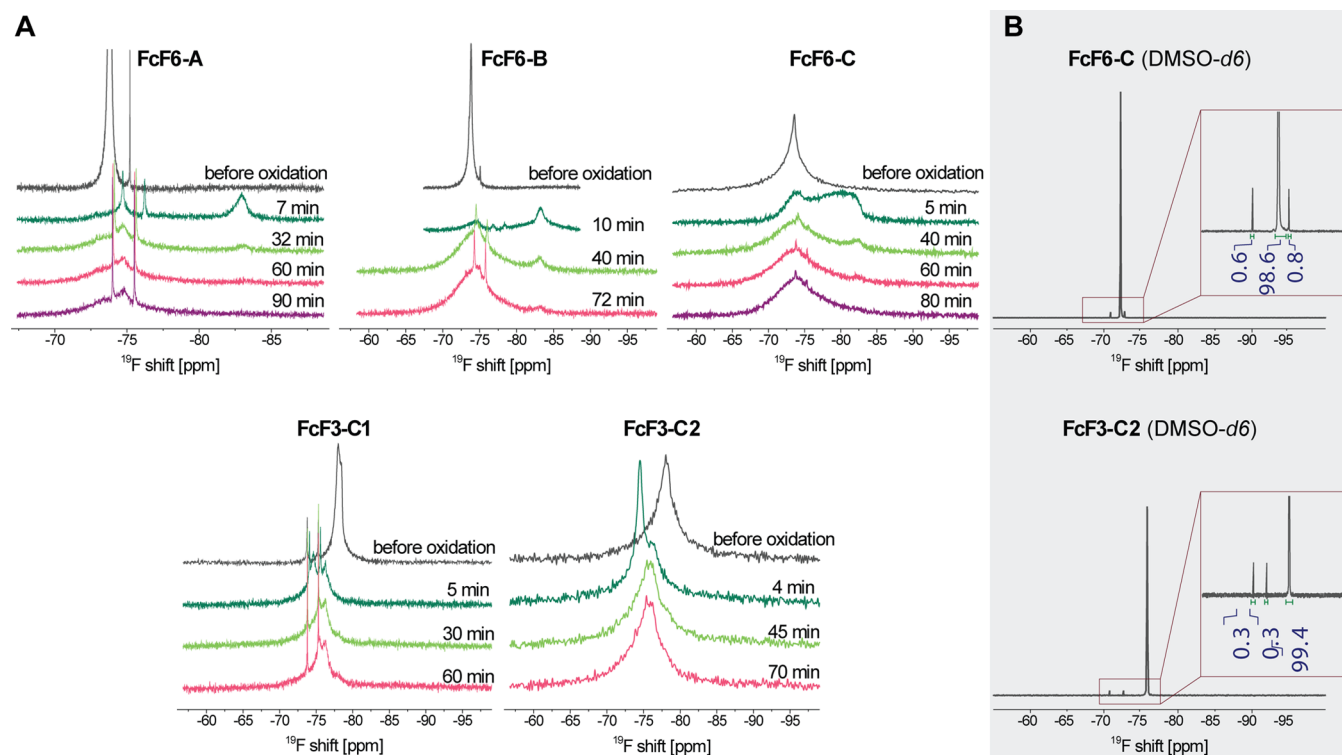 A
FcF6-A
before oxidation
7 min
32 min
60 min
90 min
-70 -75 -80 -85
19F shift [ppm]
FcF6-B
before oxidation
10 min
40 min
72 min
-60 -65 -70 -75 -80 -85 -90 -95
19F shift [ppm]
FcF6-C
before oxidation
5 min
40 min
60 min
80 min
-60 -65 -70 -75 -80 -85 -90 -95
19F shift [ppm]
FcF3-C1
before oxidation
5 min
30 min
60 min
-60 -65 -70 -75 -80 -85 -90 -95
19F shift [ppm]
FcF3-C2
before oxidation
4 min
45 min
70 min
-60 -65 -70 -75 -80 -85 -90 -95
19F shift [ppm]
B
FcF6-C (DMSO-d6)
0.6
98.6
0.8
-60 -65 -70 -75 -80 -85 -90 -95
19F shift [ppm]
FcF3-C2 (DMSO-d6)
0.3
0.3
99.4
-60 -65 -70 -75 -80 -85 -90 -95
19F shift [ppm]